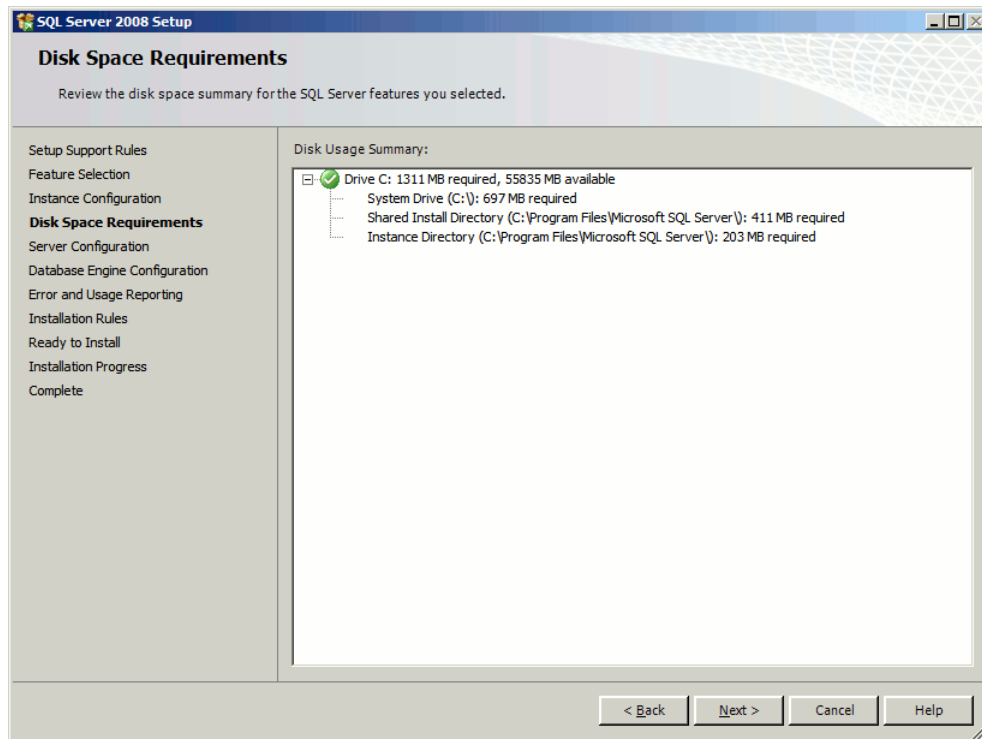 SQL Server 2008 Setup
Disk Space Requirements
Review the disk space summary for the SQL Server features you selected.
Setup Support Rules
Feature Selection
Instance Configuration
Disk Space Requirements
Server Configuration
Database Engine Configuration
Error and Usage Reporting
Installation Rules
Ready to Install
Installation Progress
Complete
Disk Usage Summary:
Drive C: 1311 MB required, 55835 MB available
System Drive (C:\): 697 MB required
Shared Install Directory (C:\Program Files\Microsoft SQL Server\): 411 MB required
Instance Directory (C:\Program Files\Microsoft SQL Server\): 203 MB required
< Back
Next >
Cancel
Help